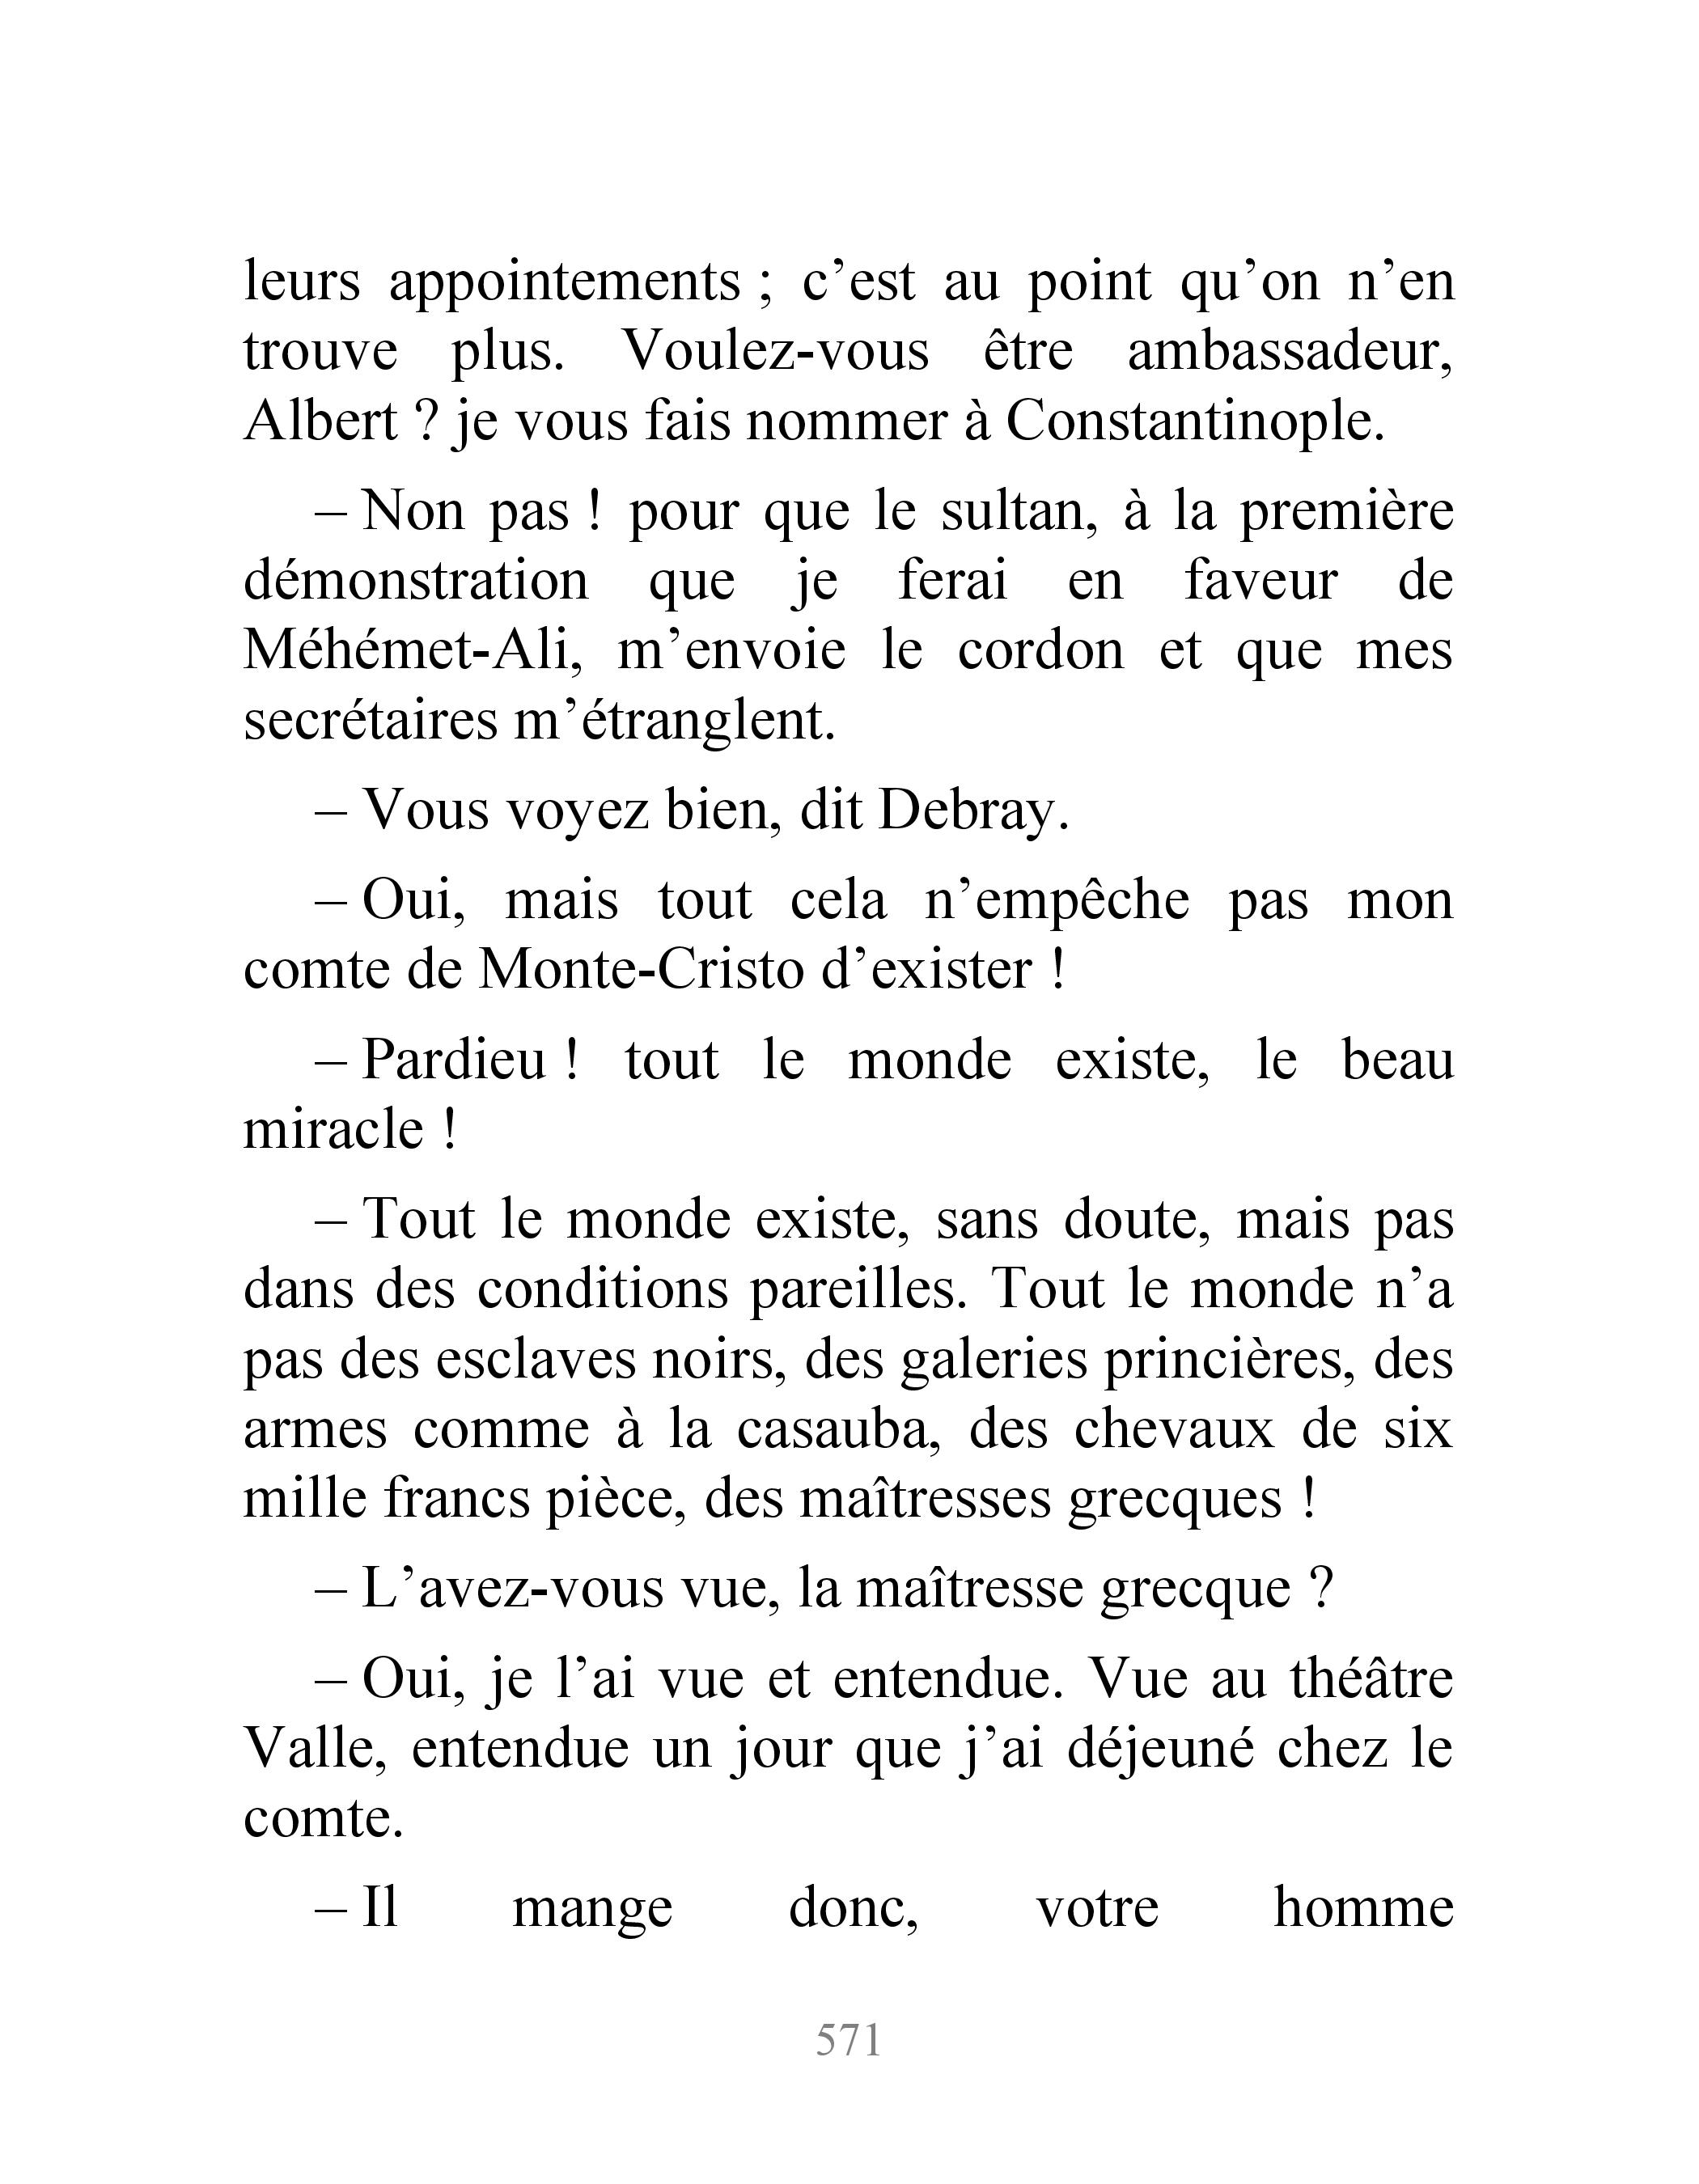 leurs appointements ; c’est au point qu’on n’en
trouve plus. Voulez-vous être ambassadeur,
Albert ? je vous fais nommer à Constantinople.
– Non pas ! pour que le sultan, à la première
démonstration que je ferai en faveur de
Méhémet-Ali, m’envoie le cordon et que mes
secrétaires m’étranglent.
– Vous voyez bien, dit Debray.
– Oui, mais tout cela n’empêche pas mon
comte de Monte-Cristo d’exister !
– Pardieu ! tout le monde existe, le beau
miracle !
– Tout le monde existe, sans doute, mais pas
dans des conditions pareilles. Tout le monde n’a
pas des esclaves noirs, des galeries princières, des
armes comme à la casauba, des chevaux de six
mille francs pièce, des maîtresses grecques !
– L’avez-vous vue, la maîtresse grecque ?
– Oui, je l’ai vue et entendue. Vue au théâtre
Valle, entendue un jour que j’ai déjeuné chez le
comte.
– Il mange donc, votre homme
571